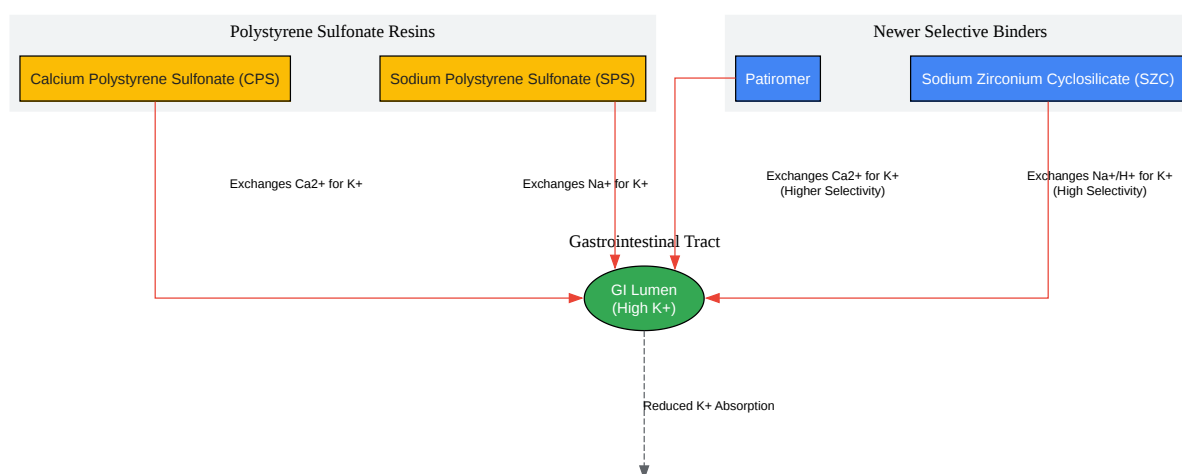 Polystyrene Sulfonate Resins
Newer Selective Binders
Calcium Polystyrene Sulfonate (CPS)
Sodium Polystyrene Sulfonate (SPS)
Patiromer
Sodium Zirconium Cyclosilicate (SZC)
Exchanges Ca2+ for K+
Exchanges Na+ for K+
Exchanges Ca2+ for K+
(Higher Selectivity)
Exchanges Na+/H+ for K+
(High Selectivity)
Gastrointestinal Tract
GI Lumen
(High K+)
Reduced K+ Absorption